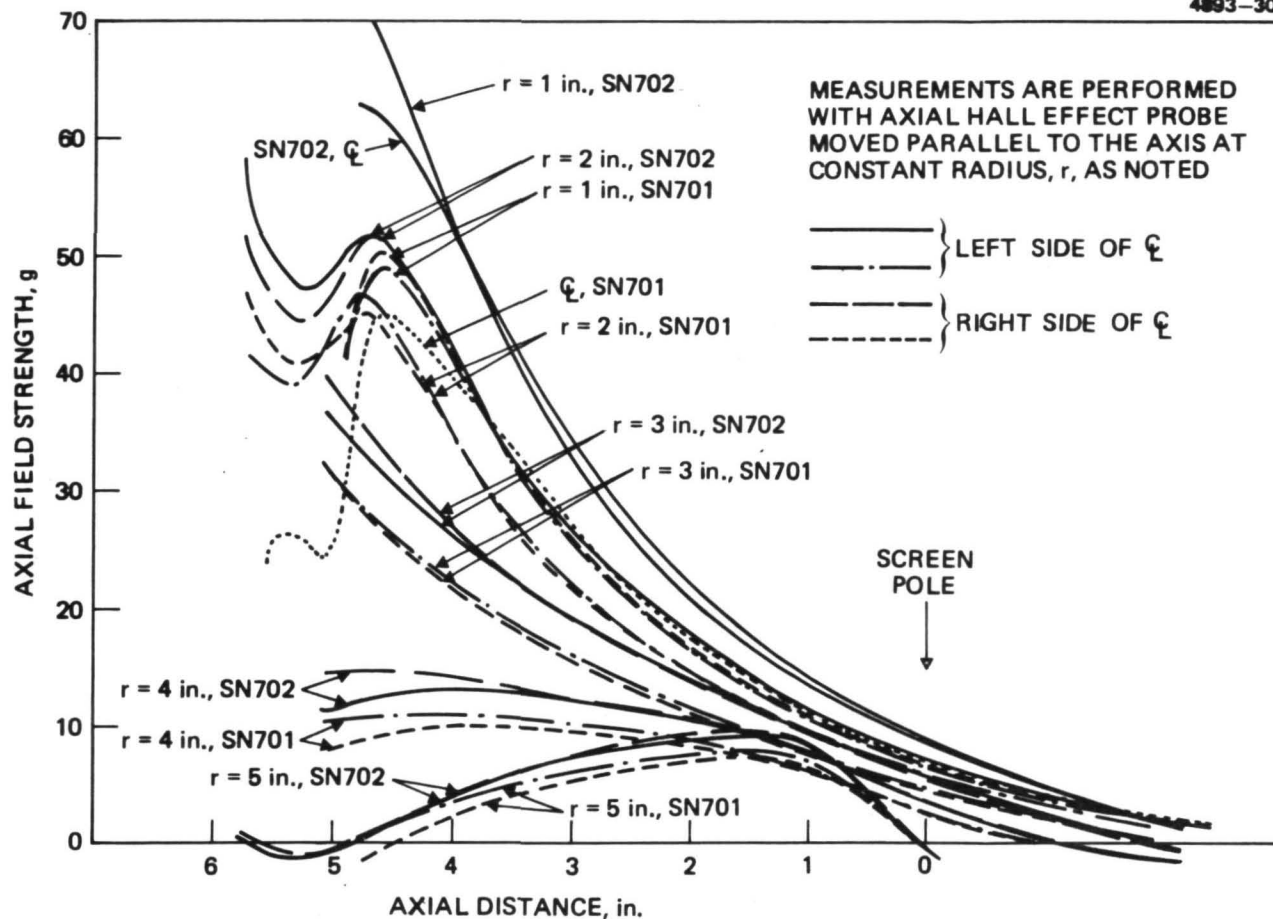 4893-30
70
60
50
40
30
20
10
0
AXIAL FIELD STRENGTH, g
r = 1 in., SN702
SN702, ℄
r = 2 in., SN702
r = 1 in., SN701
℄, SN701
r = 2 in., SN701
r = 3 in., SN702
r = 3 in., SN701
r = 4 in., SN702
r = 4 in., SN701
r = 5 in., SN702
r = 5 in., SN701
MEASUREMENTS ARE PERFORMED
WITH AXIAL HALL EFFECT PROBE
MOVED PARALLEL TO THE AXIS AT
CONSTANT RADIUS, r, AS NOTED
LEFT SIDE OF ℄
RIGHT SIDE OF ℄
SCREEN
POLE
6 5 4 3 2 1 0
AXIAL DISTANCE, in.